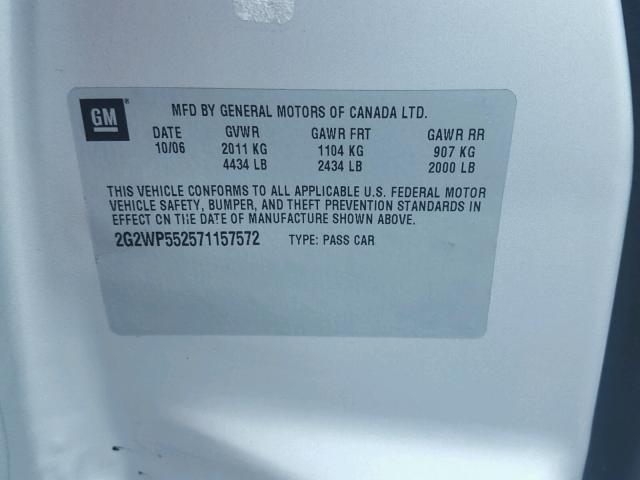 GM®
MFD BY GENERAL MOTORS OF CANADA LTD.
DATE GVWR GAWR FRT GAWR RR
10/06 2011 KG 1104 KG 907 KG
4434 LB 2434 LB 2000 LB
THIS VEHICLE CONFORMS TO ALL APPLICABLE U.S. FEDERAL MOTOR
VEHICLE SAFETY, BUMPER, AND THEFT PREVENTION STANDARDS IN
EFFECT ON THE DATE OF MANUFACTURE SHOWN ABOVE.
2G2WP552571157572 TYPE: PASS CAR